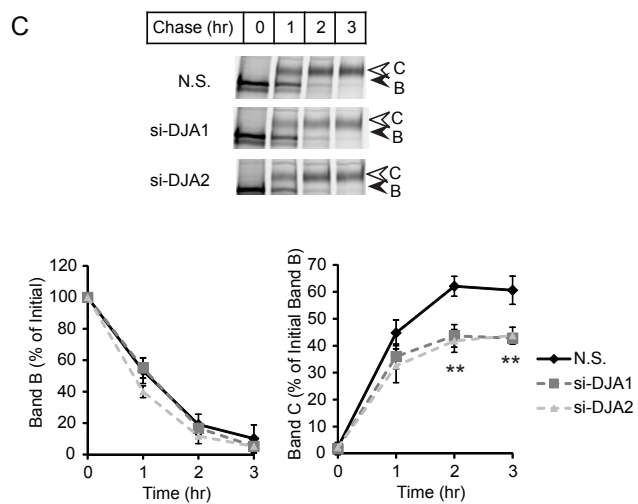 C
Chase (hr) 0 1 2 3
N.S.
C
B
si-DJA1
C
B
si-DJA2
C
B
Band B (% of Initial)
120
100
80
60
40
20
0
0 1 2 3
Time (hr)
Band C (% of Initial Band B)
70
60
50
40
30
20
10
0
**
**
0 1 2 3
Time (hr)
N.S.
si-DJA1
si-DJA2